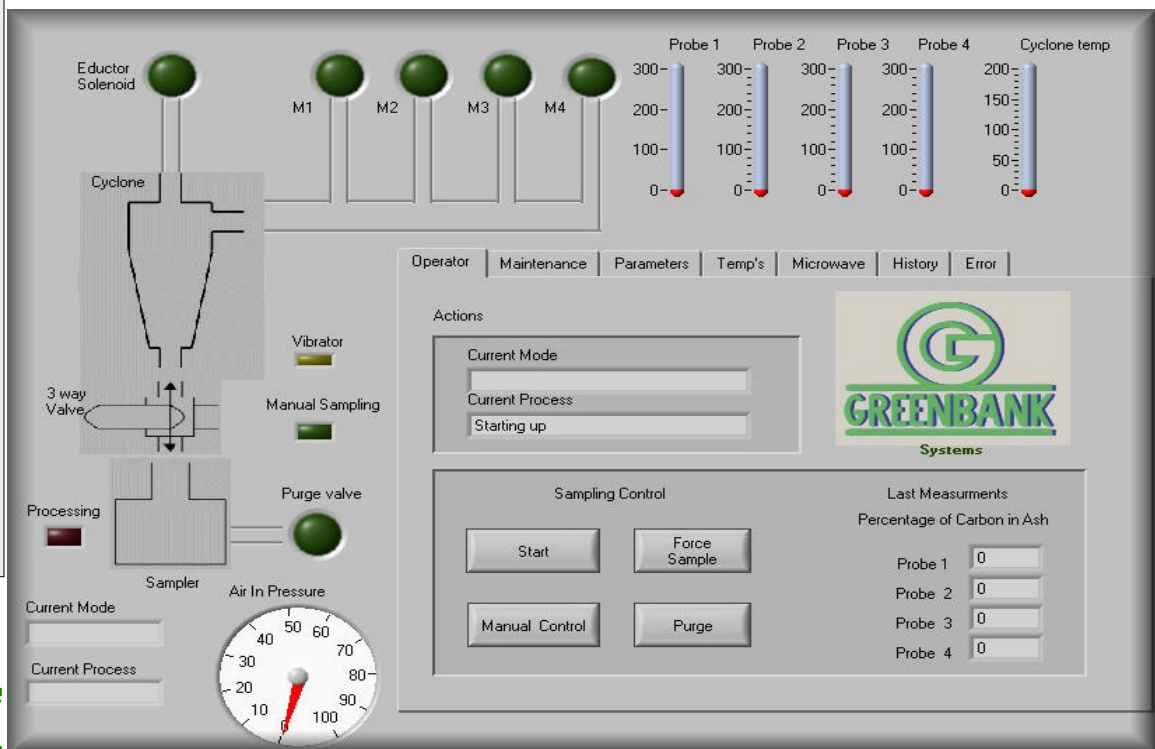 Eductor
Solenoid
M1
M2
M3
M4
Probe 1
Probe 2
Probe 3
Probe 4
Cyclone temp
300
200
100
0
300
200
100
0
300
200
100
0
300
200
100
0
200
150
100
50
0
Cyclone
3 way
Valve
Vibrator
Manual Sampling
Processing
Purge valve
Sampler
Current Mode
Current Process
Air In Pressure
0
10
20
30
40
50
60
70
80
90
100
Operator
Maintenance
Parameters
Temp's
Microwave
History
Error
Actions
Current Mode
Current Process
Starting up
G
GREENBANK
Systems
Sampling Control
Start
Force
Sample
Manual Control
Purge
Last Measurments
Percentage of Carbon in Ash
Probe 1 0
Probe 2 0
Probe 3 0
Probe 4 0